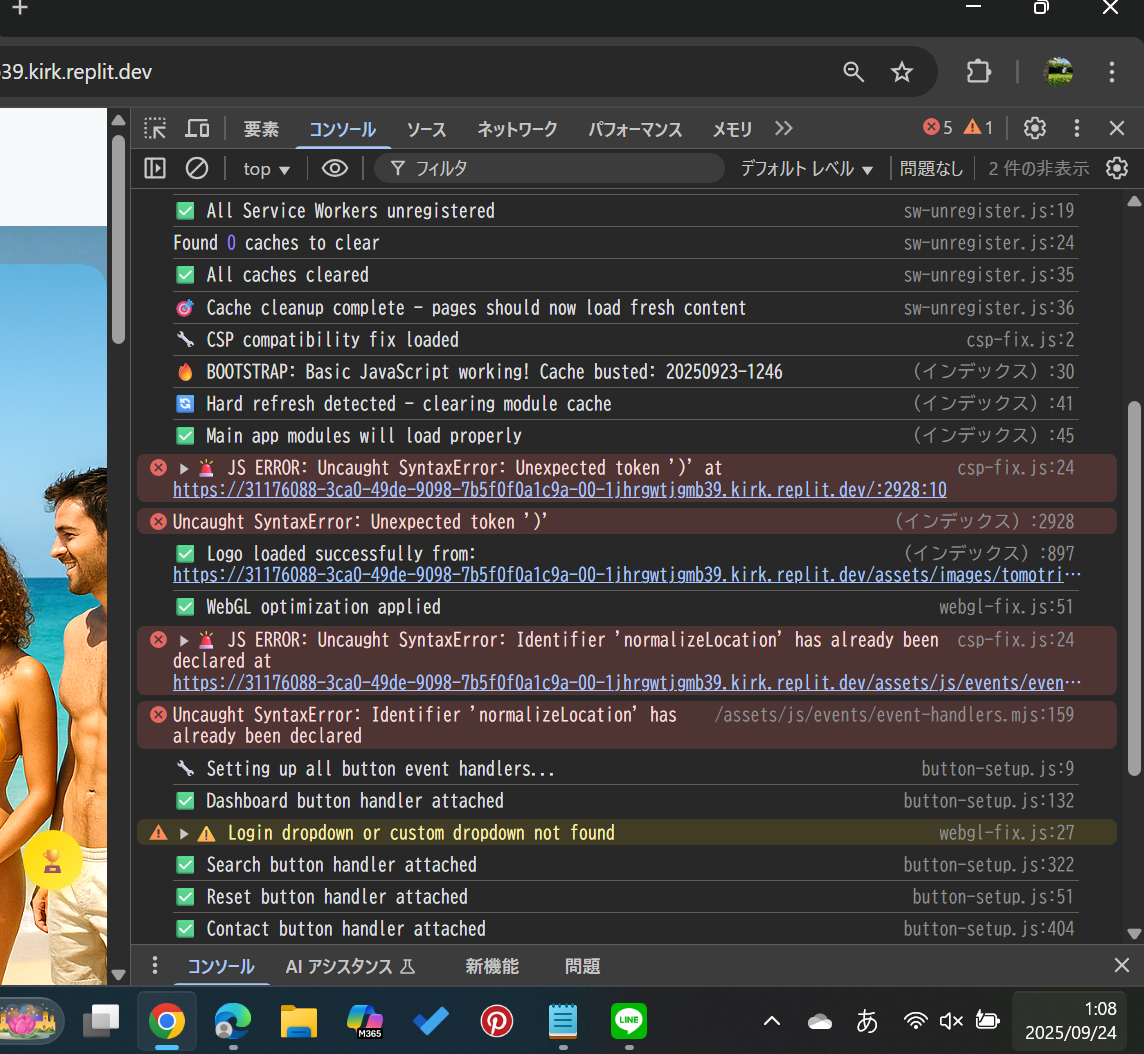 39.kirk.replit.dev
要素 コンソール ソース ネットワーク パフォーマンス メモリ 5 1
top フィルタ デフォルト レベル 問題なし 2 件の非表示
All Service Workers unregistered sw-unregister.js:19
Found 0 caches to clear sw-unregister.js:24
All caches cleared sw-unregister.js:35
Cache cleanup complete - pages should now load fresh content sw-unregister.js:36
CSP compatibility fix loaded csp-fix.js:2
BOOTSTRAP: Basic JavaScript working! Cache busted: 20250923-1246 (インデックス):30
Hard refresh detected - clearing module cache (インデックス):41
Main app modules will load properly (インデックス):45
JS ERROR: Uncaught SyntaxError: Unexpected token ')' at csp-fix.js:24
https://31176088-3ca0-49de-9098-7b5f0f0a1c9a-00-1jhrgwtjgmb39.kirk.replit.dev/:2928:10
Uncaught SyntaxError: Unexpected token ')' (インデックス):2928
Logo loaded successfully from: (インデックス):897
https://31176088-3ca0-49de-9098-7b5f0f0a1c9a-00-1jhrgwtjgmb39.kirk.replit.dev/assets/images/tomotri…
WebGL optimization applied webgl-fix.js:51
JS ERROR: Uncaught SyntaxError: Identifier 'normalizeLocation' has already been csp-fix.js:24
declared at
https://31176088-3ca0-49de-9098-7b5f0f0a1c9a-00-1jhrgwtjgmb39.kirk.replit.dev/assets/js/events/even…
Uncaught SyntaxError: Identifier 'normalizeLocation' has /assets/js/events/event-handlers.mjs:159
already been declared
Setting up all button event handlers... button-setup.js:9
Dashboard button handler attached button-setup.js:132
Login dropdown or custom dropdown not found webgl-fix.js:27
Search button handler attached button-setup.js:322
Reset button handler attached button-setup.js:51
Contact button handler attached button-setup.js:404
コンソール AI アシスタンス 新機能 問題
M365 LINE あ 1:08
2025/09/24